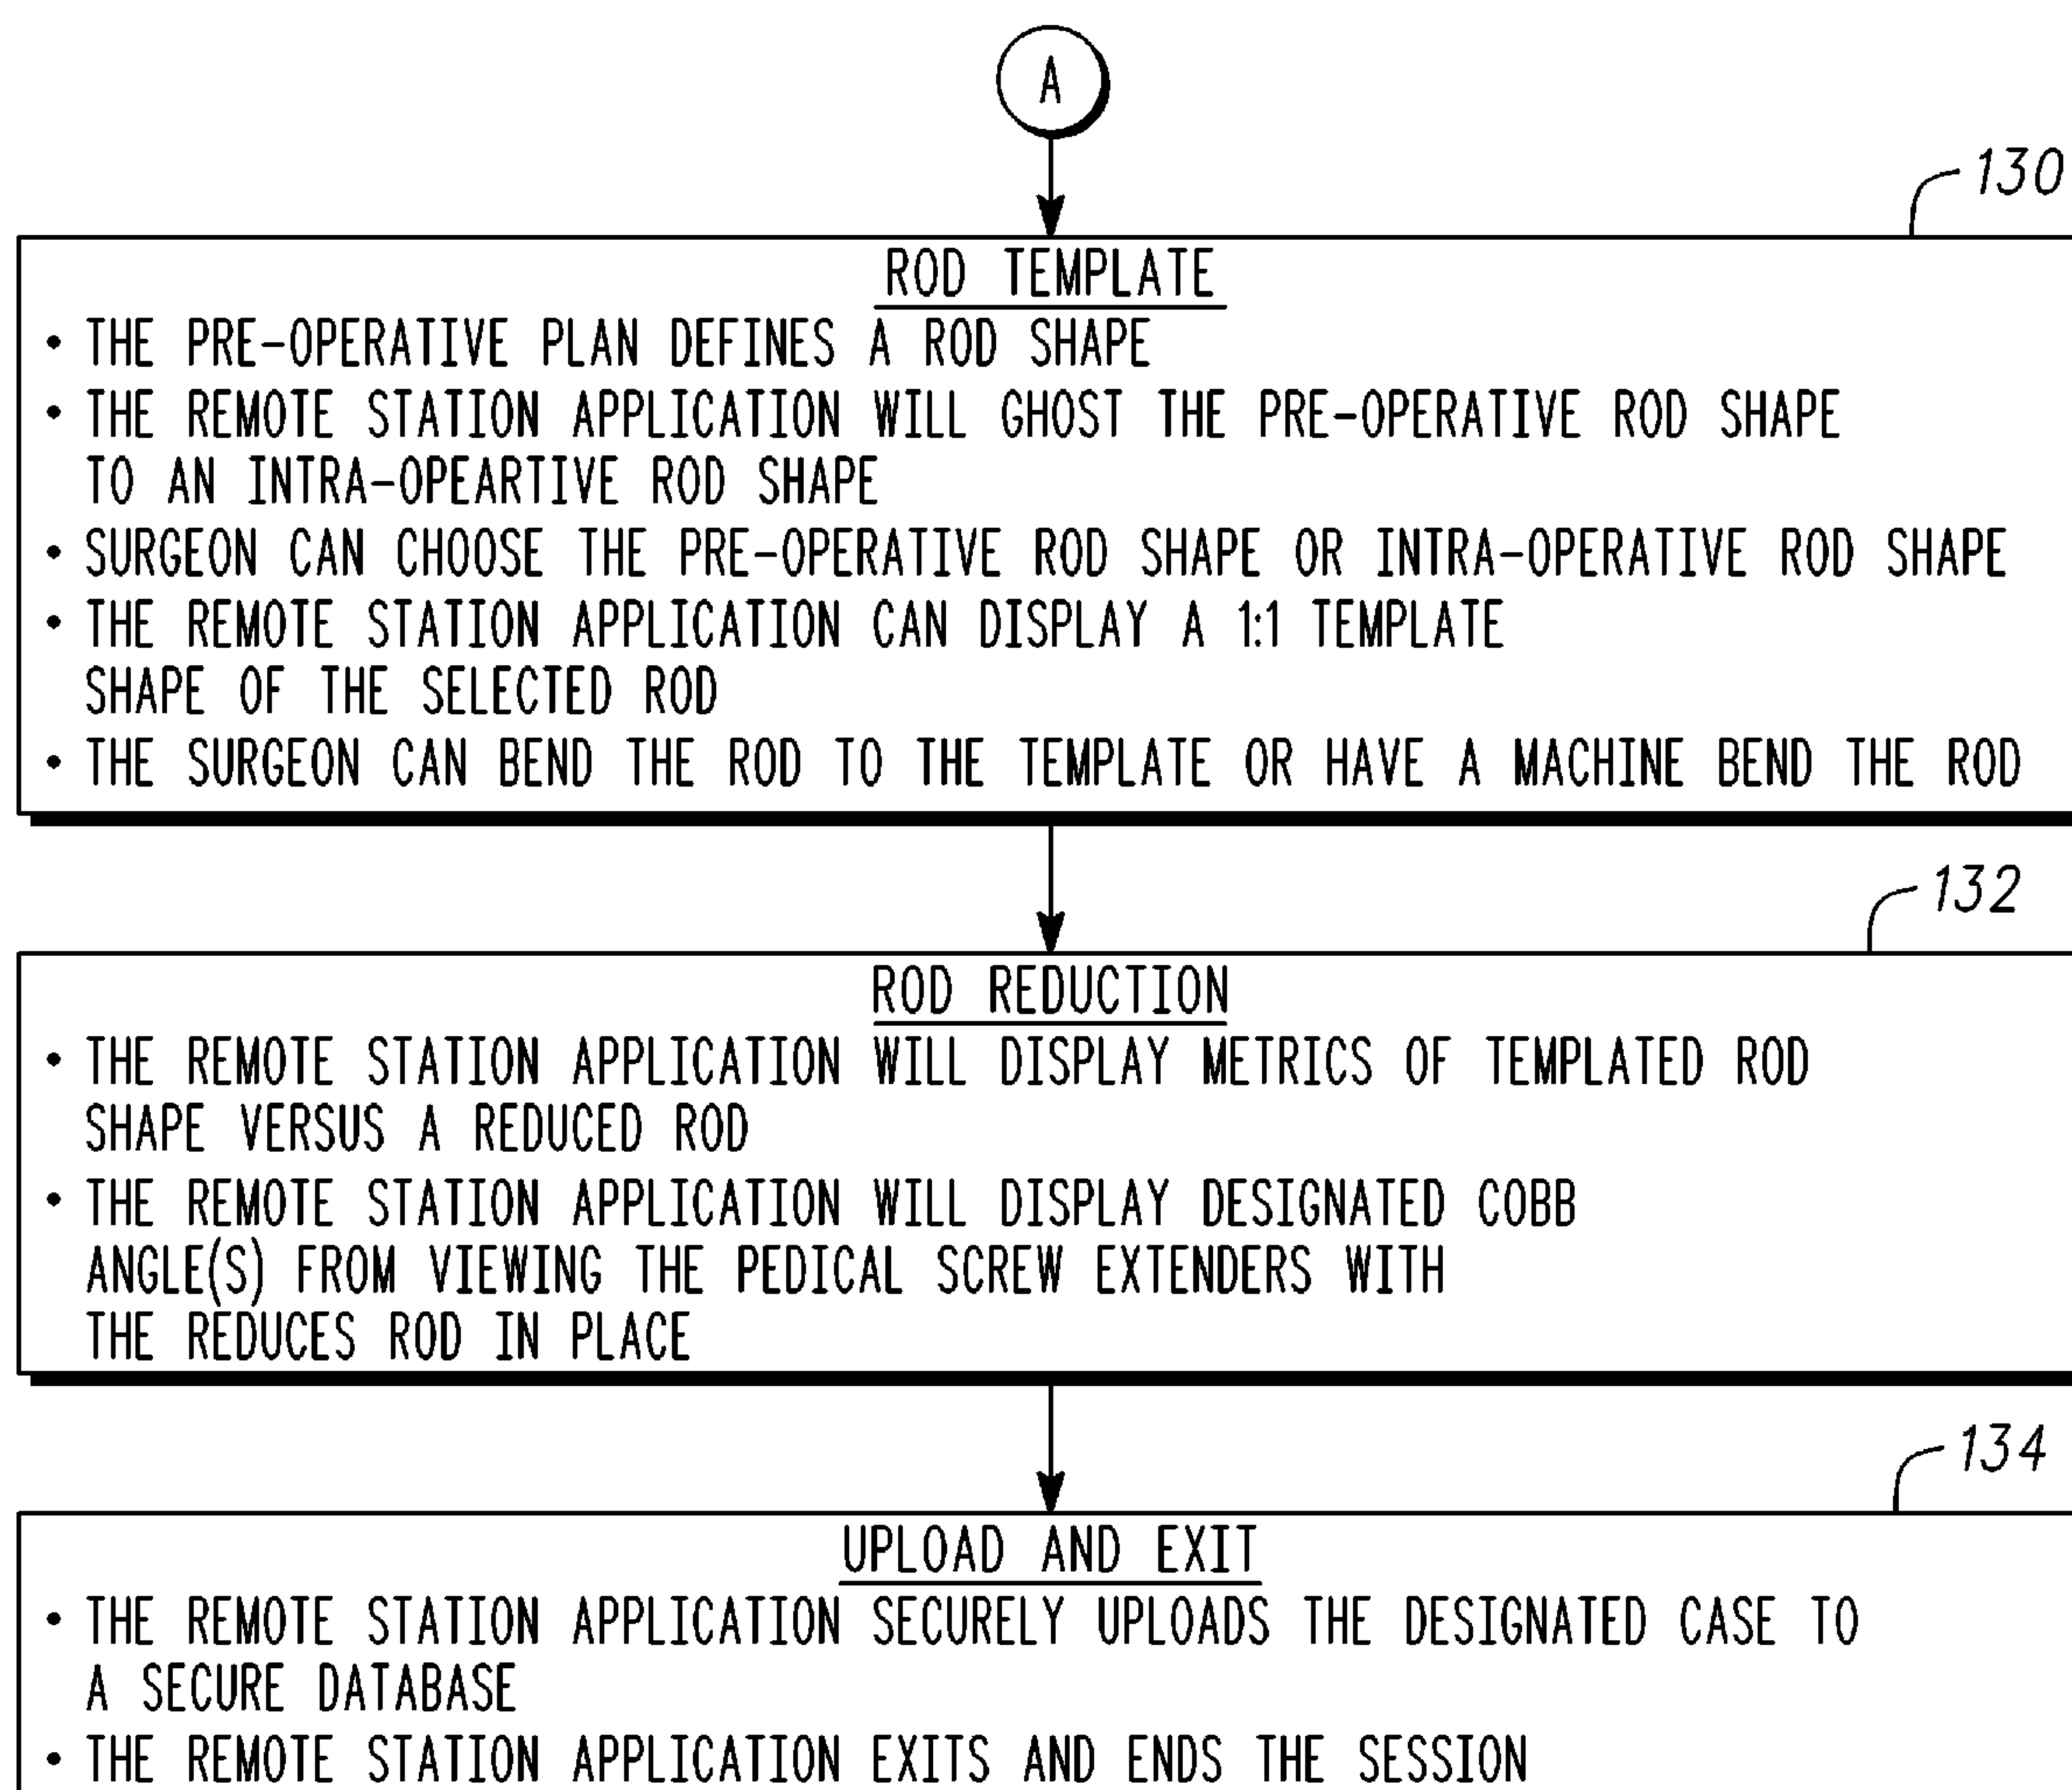 A
130
ROD TEMPLATE
• THE PRE-OPERATIVE PLAN DEFINES A ROD SHAPE
• THE REMOTE STATION APPLICATION WILL GHOST THE PRE-OPERATIVE ROD SHAPE
TO AN INTRA-OPEARTIVE ROD SHAPE
• SURGEON CAN CHOOSE THE PRE-OPERATIVE ROD SHAPE OR INTRA-OPERATIVE ROD SHAPE
• THE REMOTE STATION APPLICATION CAN DISPLAY A 1:1 TEMPLATE
SHAPE OF THE SELECTED ROD
• THE SURGEON CAN BEND THE ROD TO THE TEMPLATE OR HAVE A MACHINE BEND THE ROD
132
ROD REDUCTION
• THE REMOTE STATION APPLICATION WILL DISPLAY METRICS OF TEMPLATED ROD
SHAPE VERSUS A REDUCED ROD
• THE REMOTE STATION APPLICATION WILL DISPLAY DESIGNATED COBB
ANGLE(S) FROM VIEWING THE PEDICAL SCREW EXTENDERS WITH
THE REDUCES ROD IN PLACE
134
UPLOAD AND EXIT
• THE REMOTE STATION APPLICATION SECURELY UPLOADS THE DESIGNATED CASE TO
A SECURE DATABASE
• THE REMOTE STATION APPLICATION EXITS AND ENDS THE SESSION